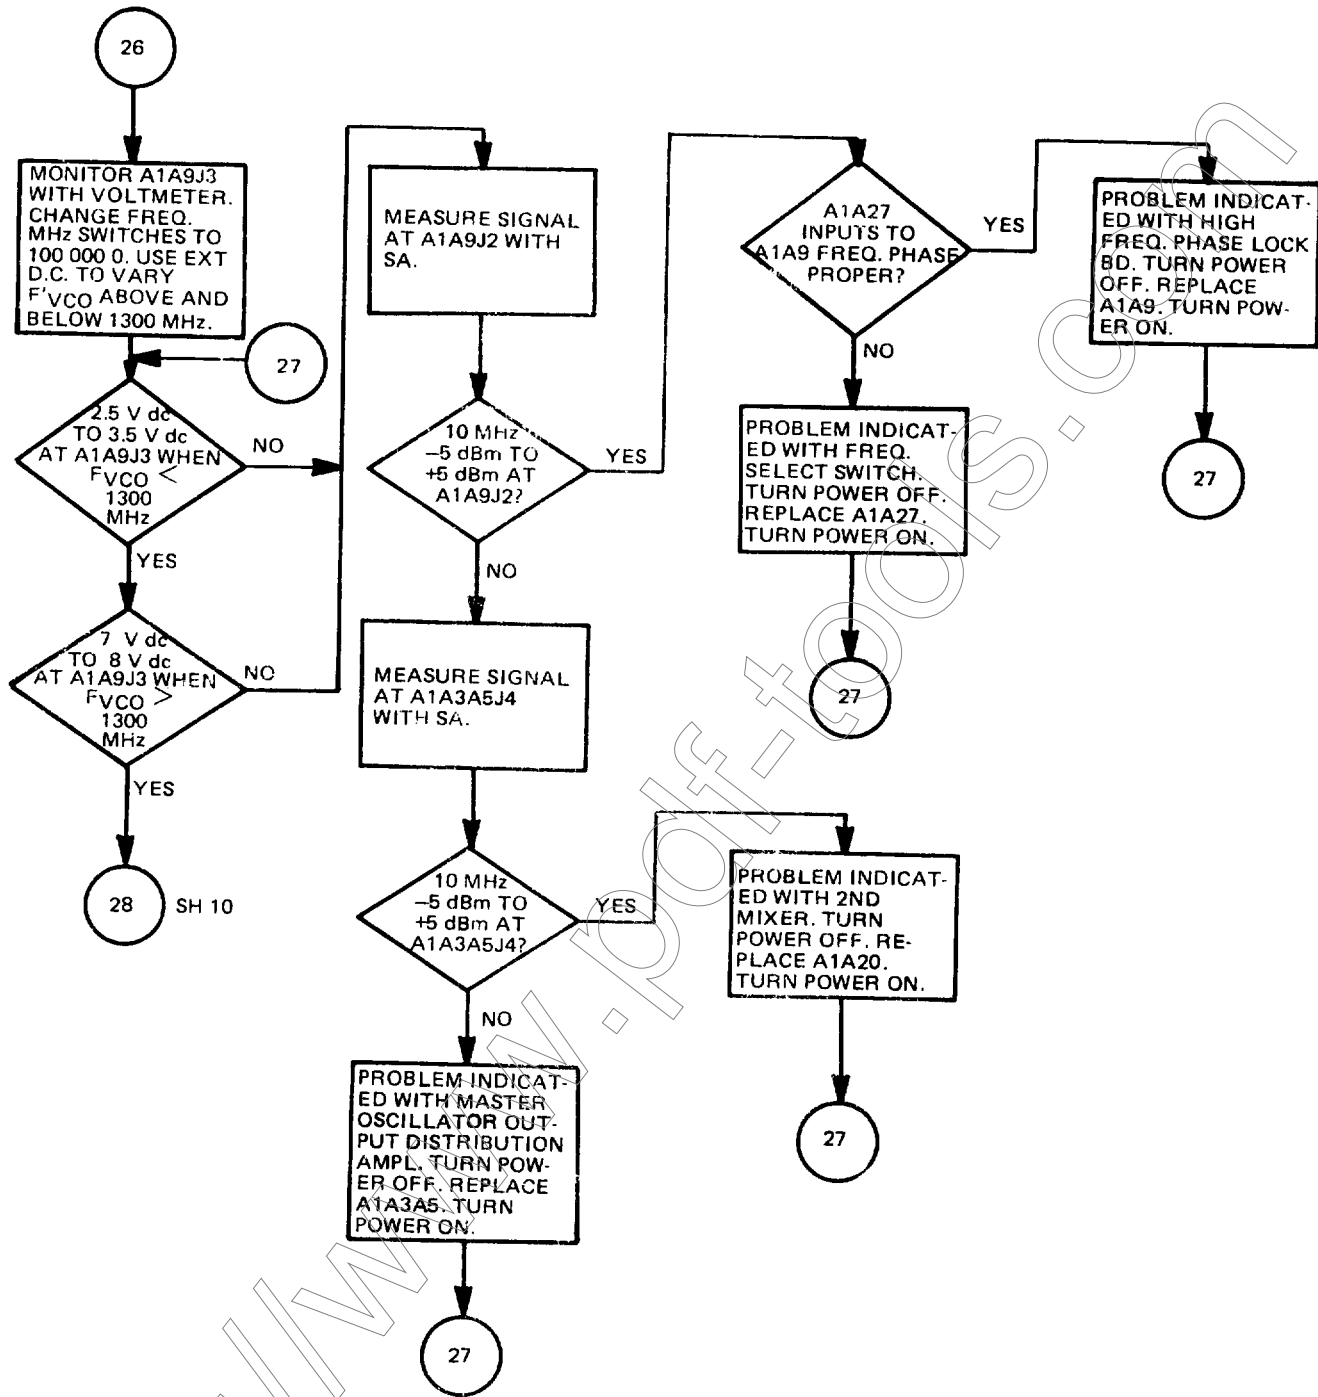 26
MONITOR A1A9J3
WITH VOLTMETER.
CHANGE FREQ.
MHz SWITCHES TO
100 000 0. USE EXT
D.C. TO VARY
F'VCO ABOVE AND
BELOW 1300 MHz.
27
2.5 V dc
TO 3.5 V dc
AT A1A9J3 WHEN
FVCO <
1300
MHz
NO
YES
7 V dc
TO 8 V dc
AT A1A9J3 WHEN
FVCO >
1300
MHz
NO
YES
28
SH 10
MEASURE SIGNAL
AT A1A9J2 WITH
SA.
10 MHz
–5 dBm TO
+5 dBm AT
A1A9J2?
YES
NO
MEASURE SIGNAL
AT A1A3A5J4
WITH SA.
10 MHz
–5 dBm TO
+5 dBm AT
A1A3A5J4?
YES
NO
PROBLEM INDICAT-
ED WITH MASTER
OSCILLATOR OUT-
PUT DISTRIBUTION
AMPL. TURN POW-
ER OFF. REPLACE
A1A3A5. TURN
POWER ON.
27
A1A27
INPUTS TO
A1A9 FREQ. PHASE
PROPER?
YES
NO
PROBLEM INDICAT-
ED WITH FREQ.
SELECT SWITCH.
TURN POWER OFF.
REPLACE A1A27.
TURN POWER ON.
27
PROBLEM INDICAT-
ED WITH 2ND
MIXER. TURN
POWER OFF. RE-
PLACE A1A20.
TURN POWER ON.
27
PROBLEM INDICAT-
ED WITH HIGH
FREQ. PHASE LOCK
BD. TURN POWER
OFF. REPLACE
A1A9. TURN POW-
ER ON.
27
//www.pdf-tools.com